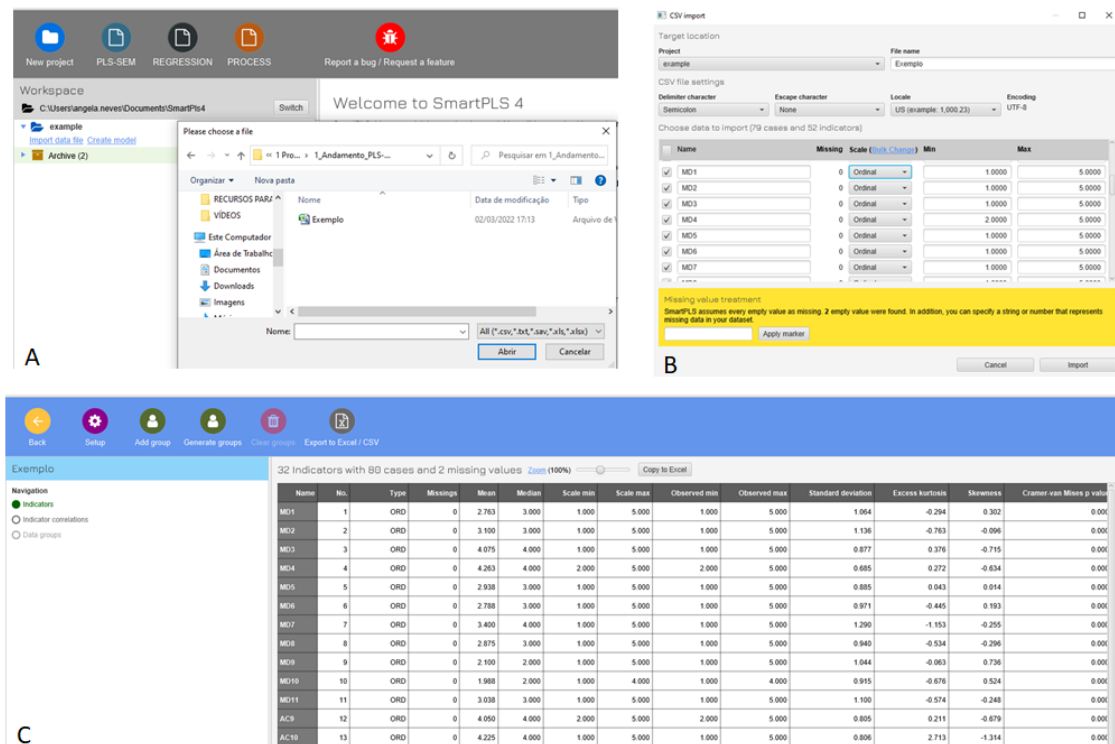 New project PLS-SEM REGRESSION PROCESS Report a bug / Request a feature
Workspace
C:\Users\angela.neves\Documents\SmartPls4 Switch
Welcome to SmartPLS 4
example
Import data file Create model
Archive (2)
Please choose a file
« 1 Pro... › 1_Andamento_PLS-... Pesquisar em 1_Andamento...
Organizar Nova pasta
RECURSOS PARA
VÍDEOS
Este Computador
Área de Trabalho
Documentos
Downloads
Imagens
Nome Data de modificação Tipo
Exemplo 02/03/2022 17:13 Arquivo de
Nome: All (*.csv,*.txt,*.sav,*.xls,*.xlsx)
Abrir Cancelar
A
CSV import
Target location
Project File name
example Exemplo
CSV file settings
Delimiter character Escape character Locale Encoding
Semicolon None US (example: 1,000.23) UTF-8
Choose data to import [79 cases and 52 indicators]
Name Missing Scale (Bulk Change) Min Max
MD1 0 Ordinal 1.0000 5.0000
MD2 0 Ordinal 1.0000 5.0000
MD3 0 Ordinal 1.0000 5.0000
MD4 0 Ordinal 2.0000 5.0000
MD5 0 Ordinal 1.0000 5.0000
MD6 0 Ordinal 1.0000 5.0000
MD7 0 Ordinal 1.0000 5.0000
Missing value treatment
SmartPLS assumes every empty value as missing. 2 empty value were found. In addition, you can specify a string or number that represents
missing data in your dataset.
Apply marker
Cancel Import
B
Back Setup Add group Generate groups Clear groups Export to Excel / CSV
Exemplo
Navigation
Indicators
Indicator correlations
Data groups
32 Indicators with 80 cases and 2 missing values Zoom (100%) Copy to Excel
Name No. Type Missings Mean Median Scale min Scale max Observed min Observed max Standard deviation Excess kurtosis Skewness Cramer-van Mises p value
MD1 1 ORD 0 2.763 3.000 1.000 5.000 1.000 5.000 1.064 -0.294 0.302 0.000
MD2 2 ORD 0 3.100 3.000 1.000 5.000 1.000 5.000 1.136 -0.763 -0.096 0.000
MD3 3 ORD 0 4.075 4.000 1.000 5.000 1.000 5.000 0.877 0.376 -0.715 0.000
MD4 4 ORD 0 4.263 4.000 2.000 5.000 2.000 5.000 0.685 0.272 -0.634 0.000
MD5 5 ORD 0 2.938 3.000 1.000 5.000 1.000 5.000 0.885 0.043 0.014 0.000
MD6 6 ORD 0 2.788 3.000 1.000 5.000 1.000 5.000 0.971 -0.445 0.193 0.000
MD7 7 ORD 0 3.400 4.000 1.000 5.000 1.000 5.000 1.290 -1.153 -0.255 0.000
MD8 8 ORD 0 2.875 3.000 1.000 5.000 1.000 5.000 0.940 -0.534 -0.296 0.000
MD9 9 ORD 0 2.100 2.000 1.000 5.000 1.000 5.000 1.044 -0.063 0.736 0.000
MD10 10 ORD 0 1.988 2.000 1.000 4.000 1.000 4.000 0.915 -0.676 0.524 0.000
MD11 11 ORD 0 3.038 3.000 1.000 5.000 1.000 5.000 1.100 -0.574 -0.248 0.000
AC9 12 ORD 0 4.050 4.000 2.000 5.000 2.000 5.000 0.805 0.211 -0.679 0.000
AC10 13 ORD 0 4.225 4.000 1.000 5.000 1.000 5.000 0.806 2.713 -1.314 0.000
C